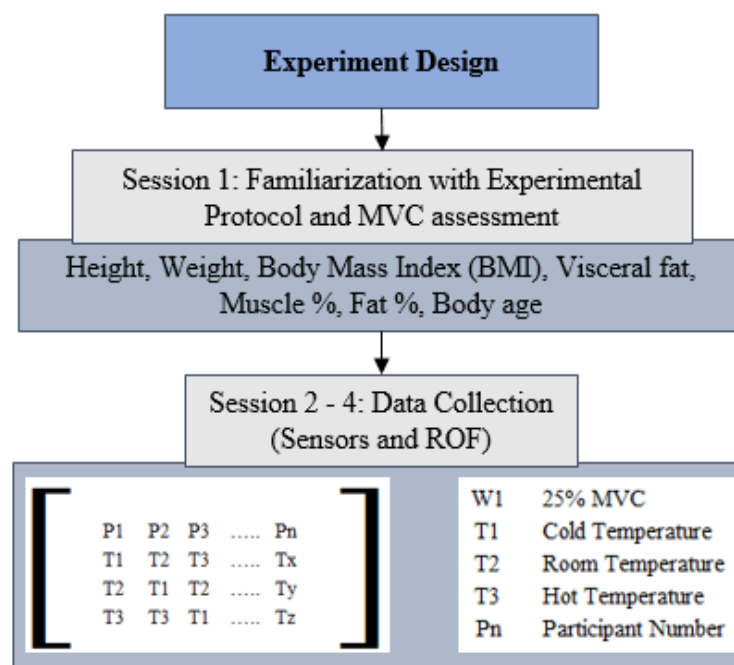 Experiment Design
Session 1: Familiarization with Experimental
Protocol and MVC assessment
Height, Weight, Body Mass Index (BMI), Visceral fat,
Muscle %, Fat %, Body age
Session 2 - 4: Data Collection
(Sensors and ROF)
P1 P2 P3 ..... Pn
T1 T2 T3 ..... Tx
T2 T1 T2 ..... Ty
T3 T3 T1 ..... Tz
W1 25% MVC
T1 Cold Temperature
T2 Room Temperature
T3 Hot Temperature
Pn Participant Number